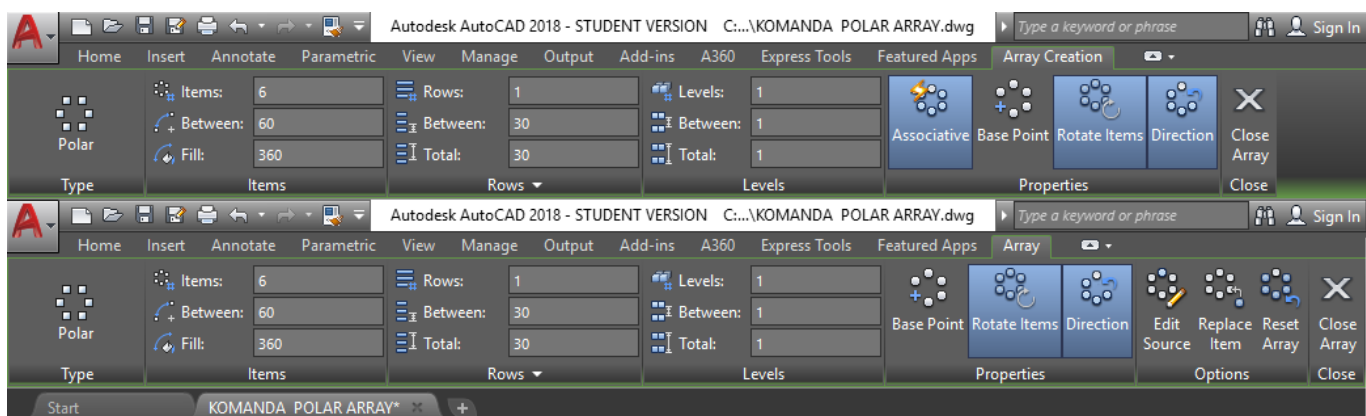 Autodesk AutoCAD 2018 - STUDENT VERSION C:...\KOMANDA POLAR ARRAY.dwg Type a keyword or phrase Sign In
Home Insert Annotate Parametric View Manage Output Add-ins A360 Express Tools Featured Apps Array Creation
Items: 6 Rows: 1 Levels: 1
Between: 60 Between: 30 Between: 1
Fill: 360 Total: 30 Total: 1
Polar Associative Base Point Rotate Items Direction Close Array
Type Items Rows Levels Properties Close
Autodesk AutoCAD 2018 - STUDENT VERSION C:...\KOMANDA POLAR ARRAY.dwg Type a keyword or phrase Sign In
Home Insert Annotate Parametric View Manage Output Add-ins A360 Express Tools Featured Apps Array
Items: 6 Rows: 1 Levels: 1
Between: 60 Between: 30 Between: 1
Fill: 360 Total: 30 Total: 1
Polar Base Point Rotate Items Direction Edit Source Replace Item Reset Array Close Array
Type Items Rows Levels Properties Options Close
Start KOMANDA POLAR ARRAY*